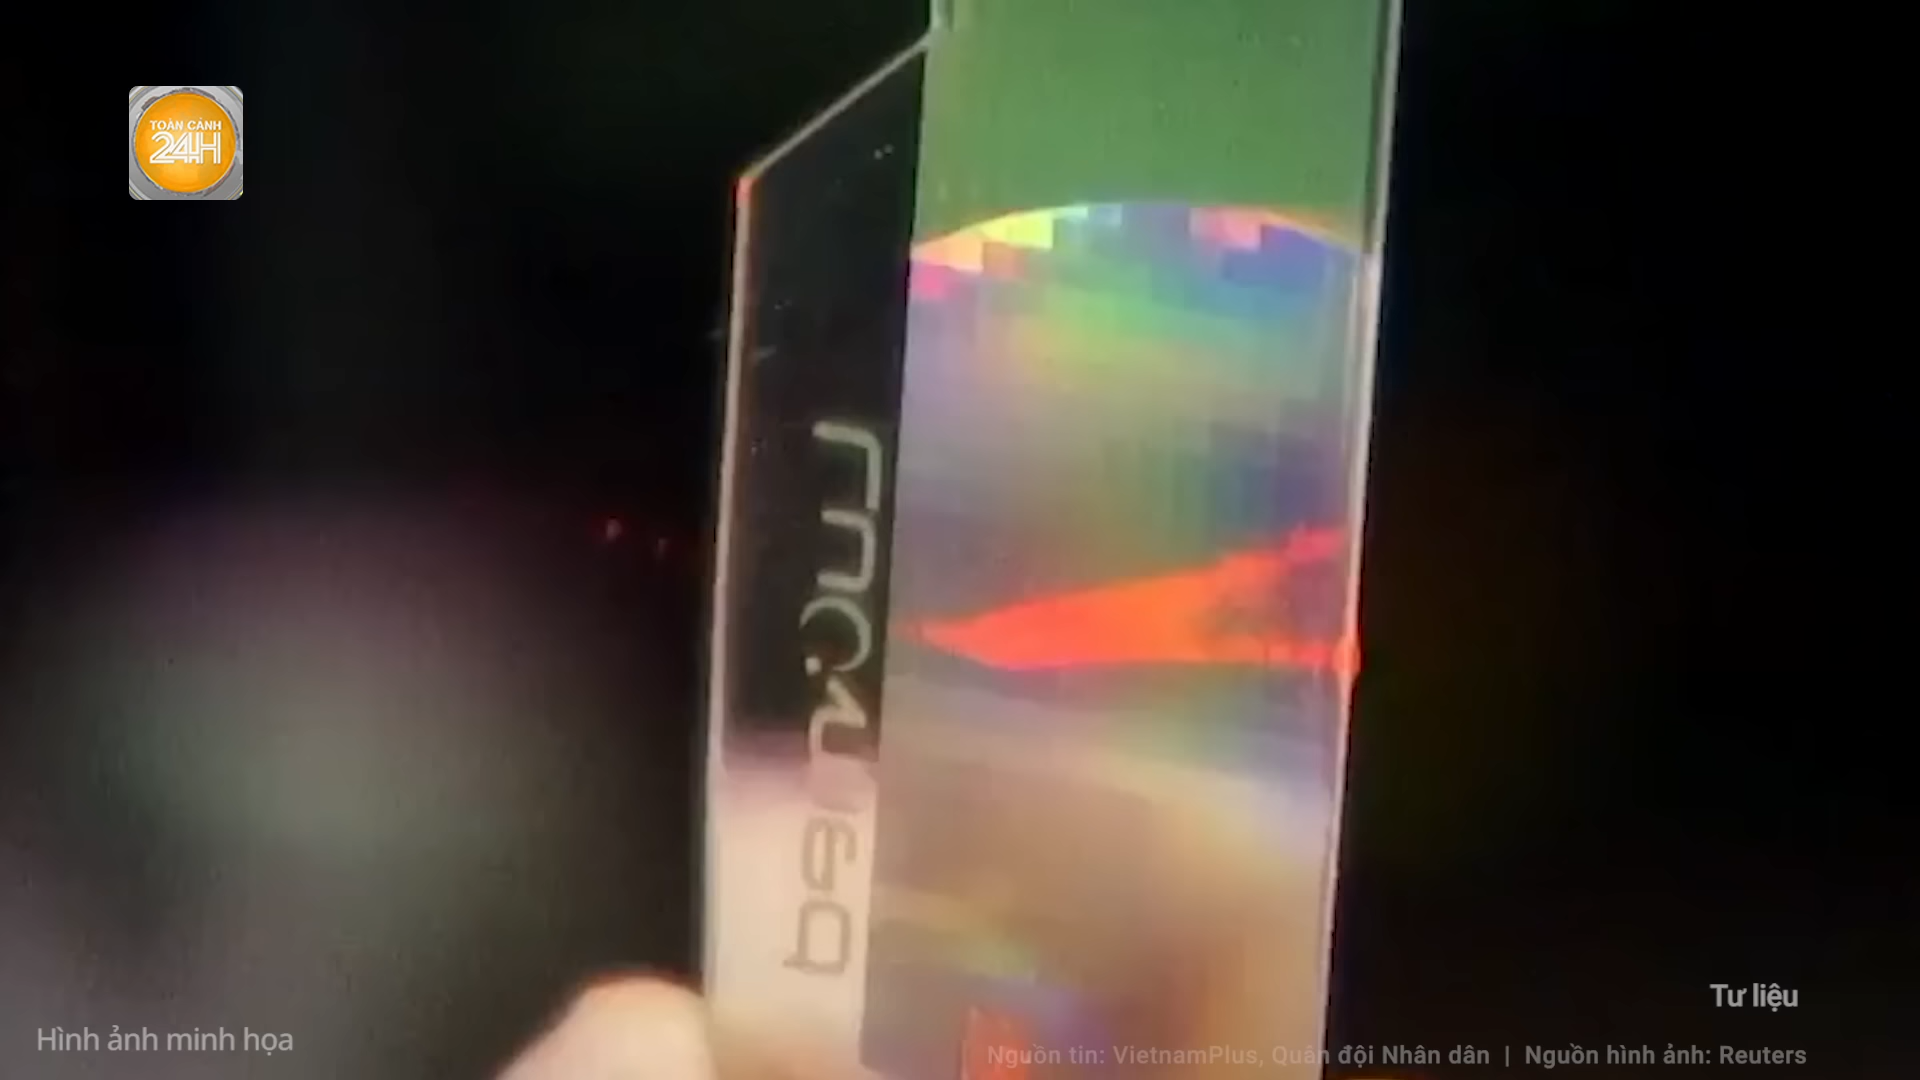 TOÀN CẢNH
24H
Tư liệu
Hình ảnh minh họa
Nguồn tin: VietnamPlus, Quân đội Nhân dân | Nguồn hình ảnh: Reuters